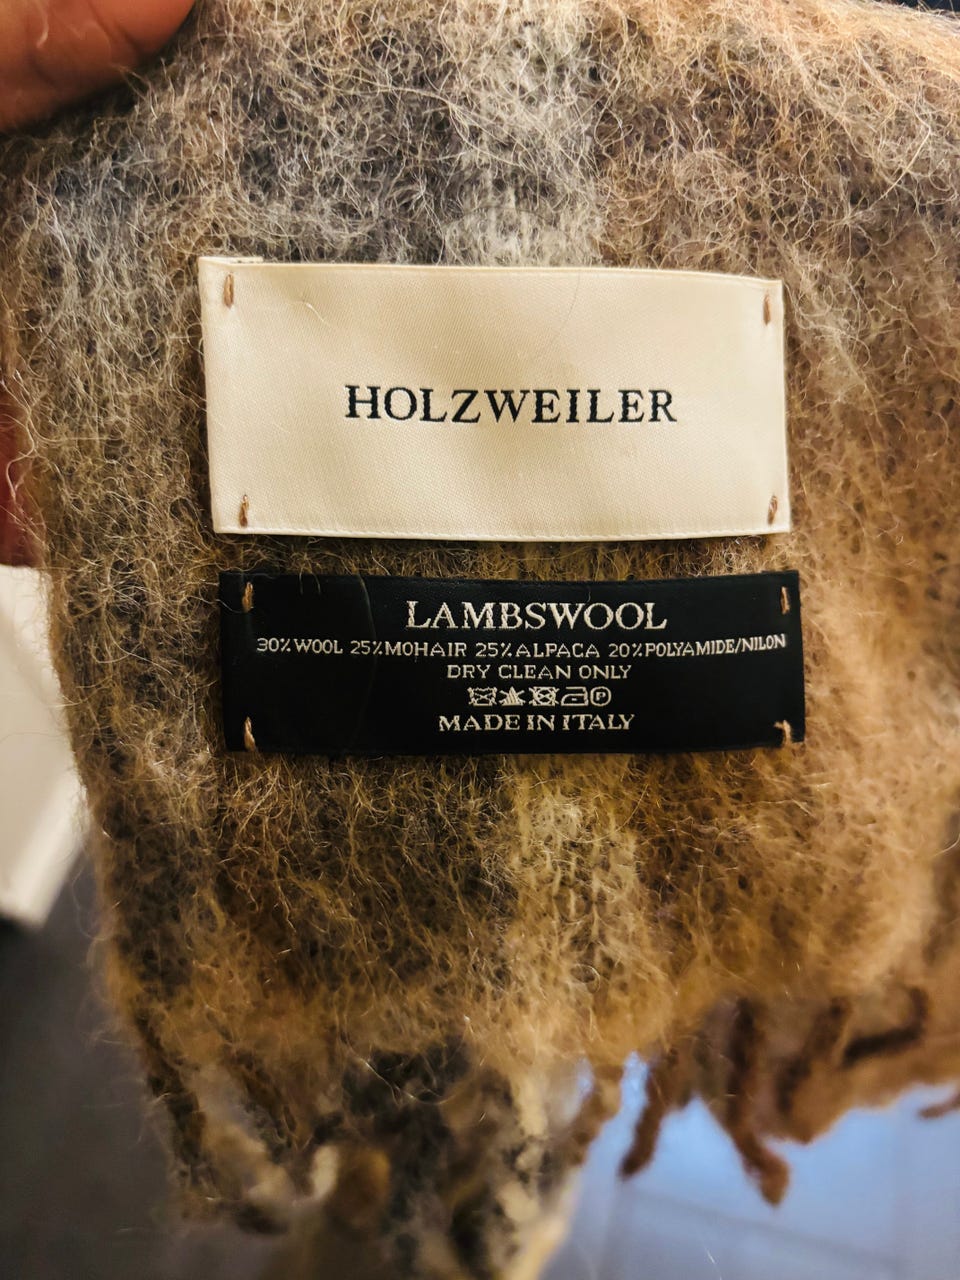 HOLZWEILER
LAMBSWOOL
30% WOOL 25% MOHAIR 25% ALPACA 20% POLYAMIDE/NILON
DRY CLEAN ONLY
P
MADE IN ITALY